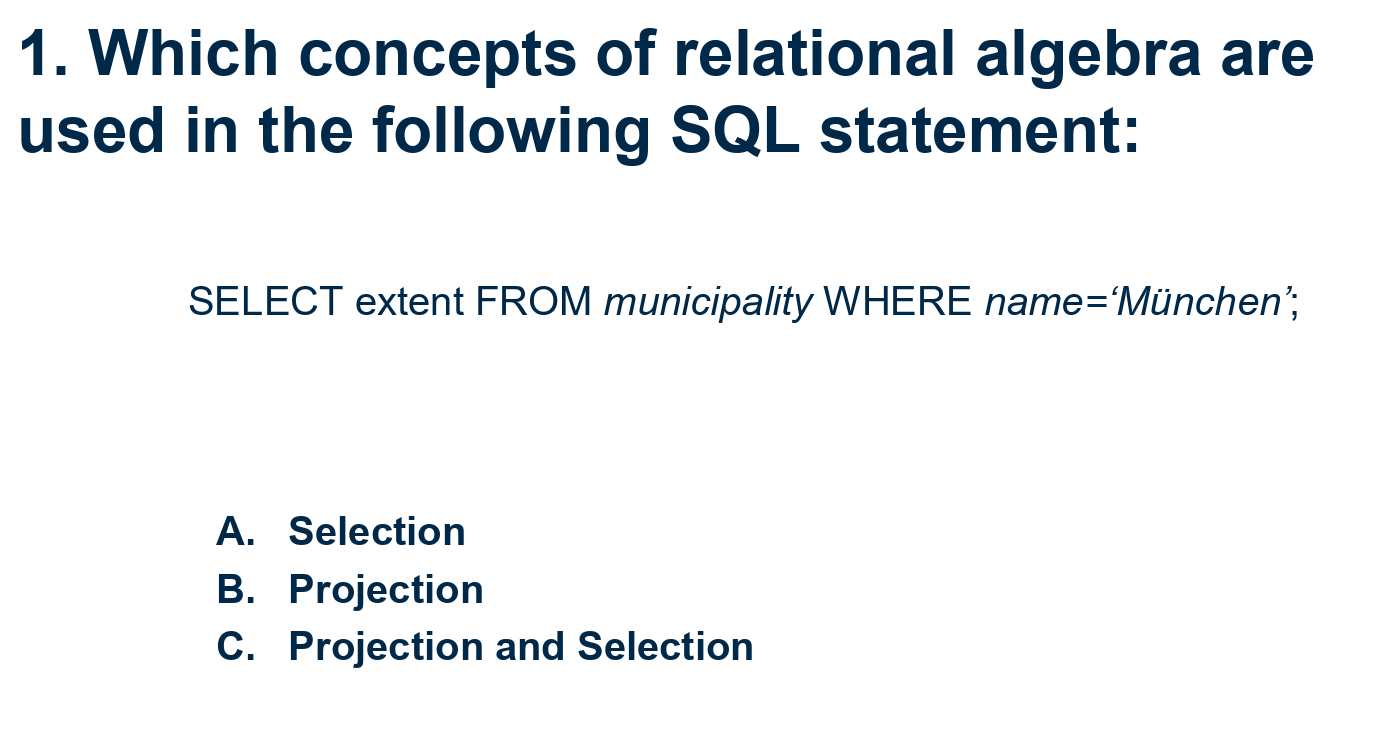 1. Which concepts of relational algebra are
used in the following SQL statement:
SELECT extent FROM municipality WHERE name=‘München’;
A. Selection
B. Projection
C. Projection and Selection